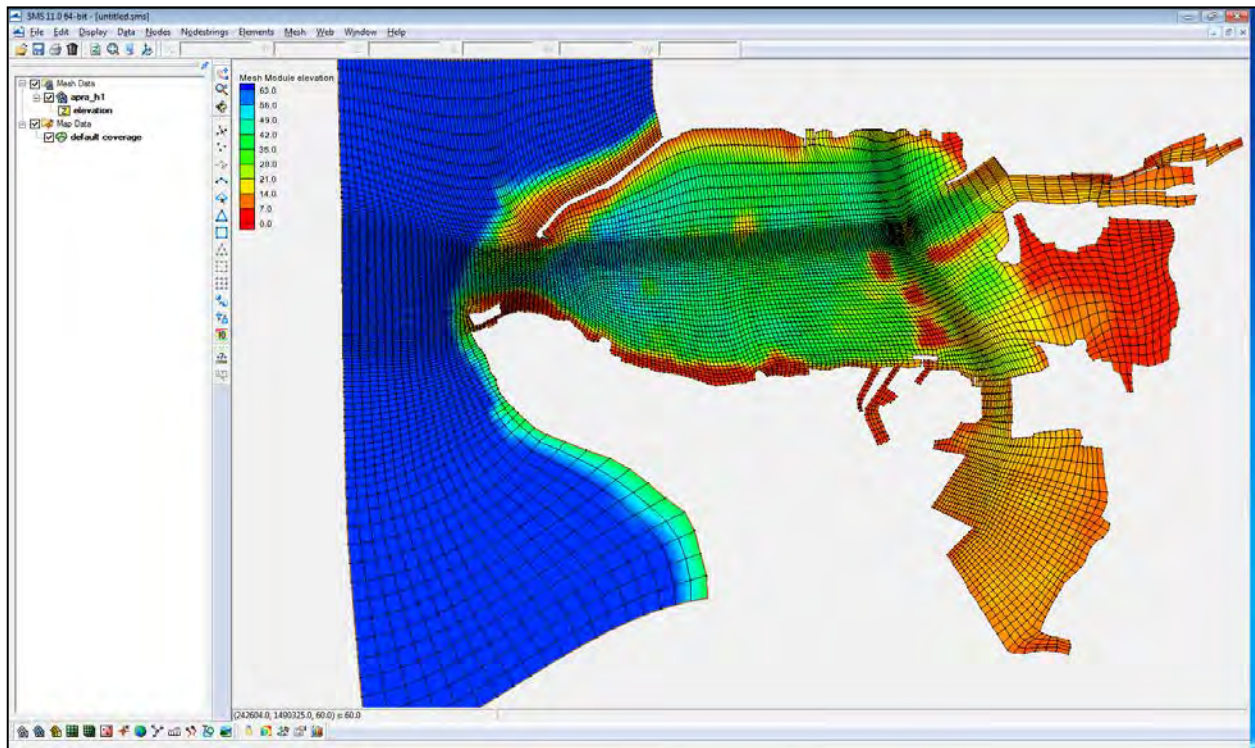 SMS 11.0 64-bit - [untitled.sms]
File Edit Display Data Nodes Nodestrings Elements Mesh Web Window Help
Mesh Data
apra_h1
elevation
Map Data
default coverage
Mesh Module elevation
63.0
56.0
49.0
42.0
35.0
28.0
21.0
14.0
7.0
0.0
(242604.0, 1490325.0, 60.0) s: 60.0